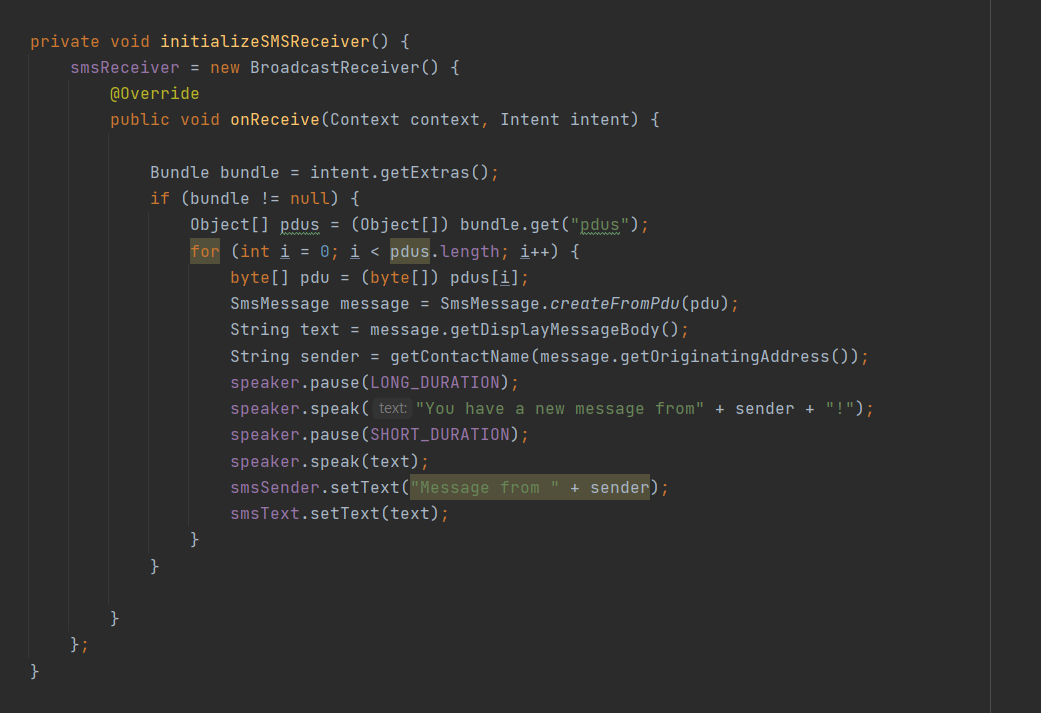 private void initializeSMSReceiver() {
smsReceiver = new BroadcastReceiver() {
@Override
public void onReceive(Context context, Intent intent) {
Bundle bundle = intent.getExtras();
if (bundle != null) {
Object[] pdus = (Object[]) bundle.get("pdus");
for (int i = 0; i < pdus.length; i++) {
byte[] pdu = (byte[]) pdus[i];
SmsMessage message = SmsMessage.createFromPdu(pdu);
String text = message.getDisplayMessageBody();
String sender = getContactName(message.getOriginatingAddress());
speaker.pause(LONG_DURATION);
speaker.speak( text: "You have a new message from" + sender + "!");
speaker.pause(SHORT_DURATION);
speaker.speak(text);
smsSender.setText("Message from " + sender);
smsText.setText(text);
}
}
}
};
}